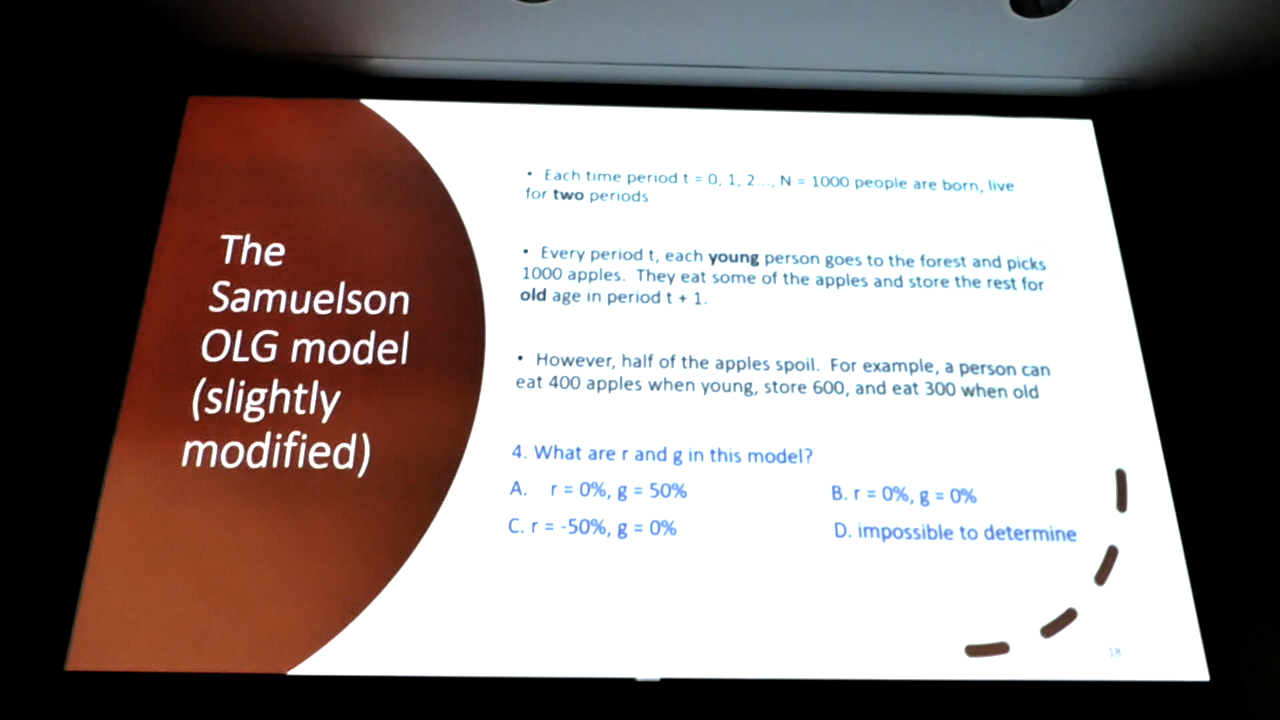 The
Samuelson
OLG model
(slightly
modified)
• Each time period t = 0, 1, 2..., N = 1000 people are born, live
for two periods
• Every period t, each young person goes to the forest and picks
1000 apples. They eat some of the apples and store the rest for
old age in period t + 1.
• However, half of the apples spoil. For example, a person can
eat 400 apples when young, store 600, and eat 300 when old
4. What are r and g in this model?
A. r = 0%, g = 50% B. r = 0%, g = 0%
C. r = -50%, g = 0% D. impossible to determine
18